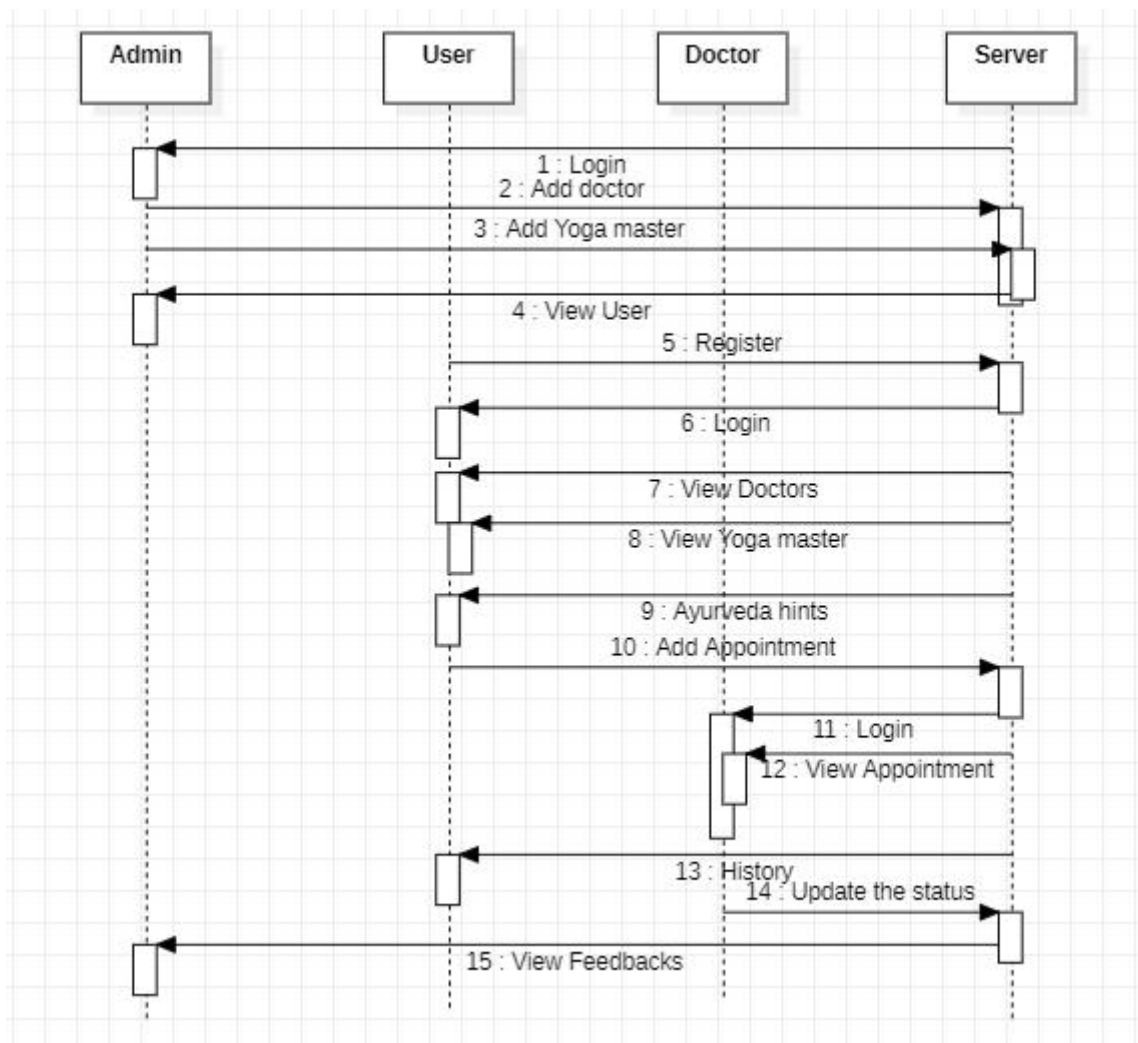 Admin
User
Doctor
Server
1 : Login
2 : Add doctor
3 : Add Yoga master
4 : View User
5 : Register
6 : Login
7 : View Doctors
8 : View Yoga master
9 : Ayurveda hints
10 : Add Appointment
11 : Login
12 : View Appointment
13 : History
14 : Update the status
15 : View Feedbacks